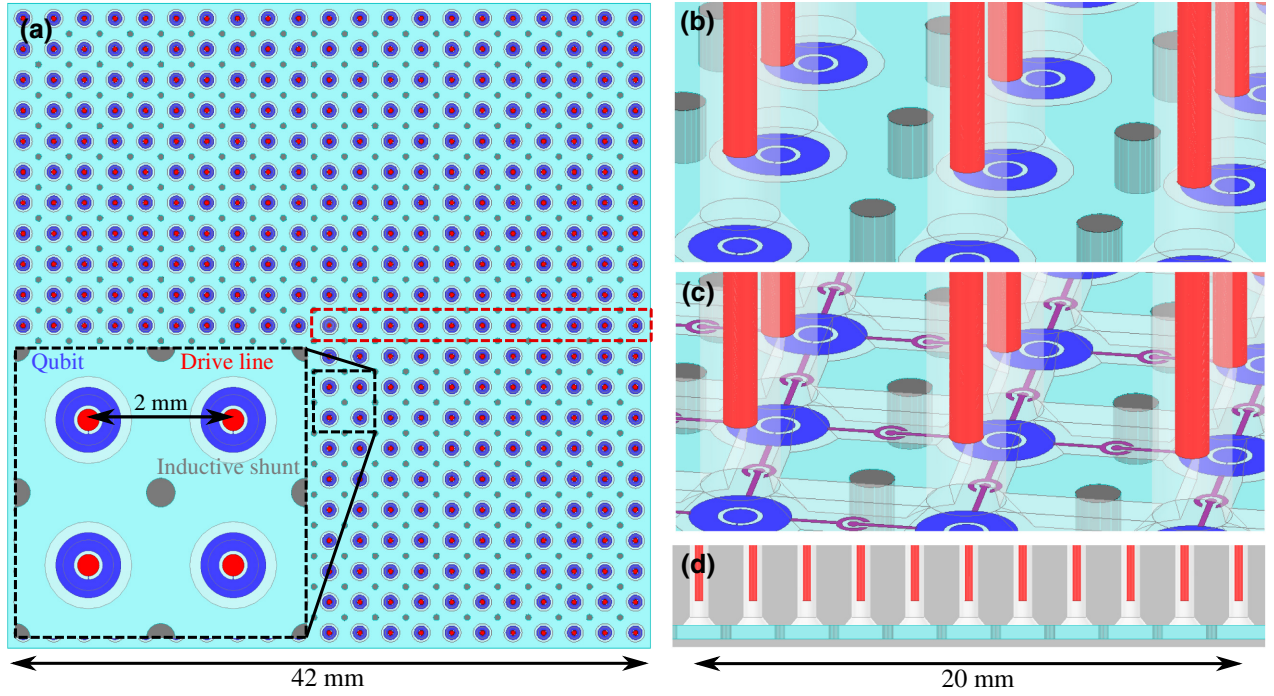 (a)
Qubit
Drive line
2 mm
Inductive shunt
42 mm
(b)
(c)
(d)
20 mm